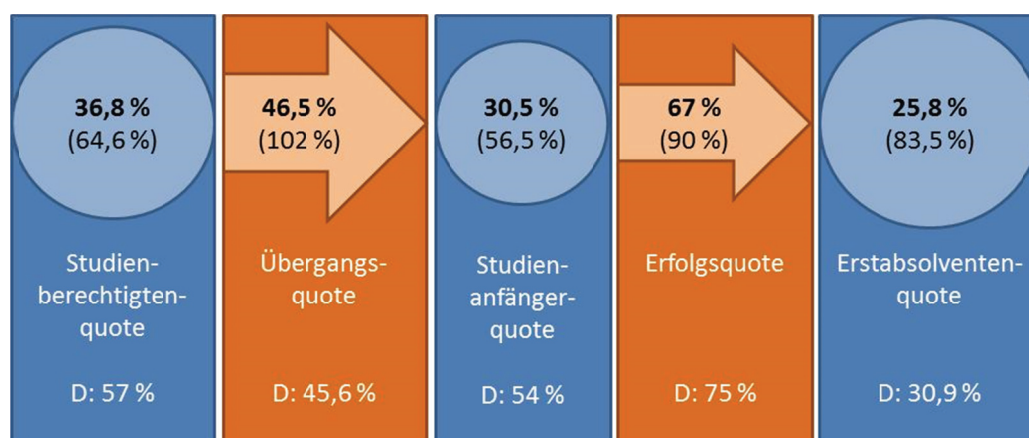 36,8 %
(64,6 %)
Studien-
berechtigten-
quote
D: 57 %
46,5 %
(102 %)
Übergangs-
quote
D: 45,6 %
30,5 %
(56,5 %)
Studien-
anfänger-
quote
D: 54 %
67 %
(90 %)
Erfolgsquote
D: 75 %
25,8 %
(83,5 %)
Erstabsolventen-
quote
D: 30,9 %